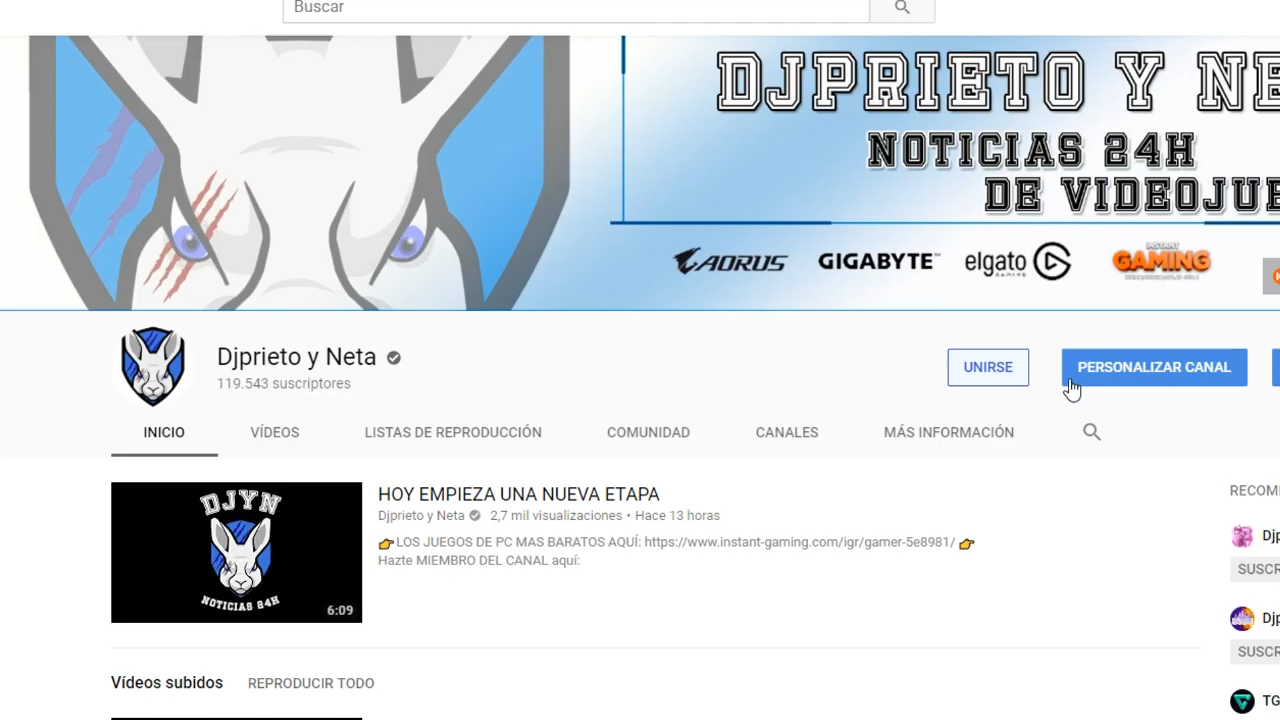 Buscar
DJPRIETO Y NE
NOTICIAS 24H
DE VIDEOJUE
AORUS GIGABYTE™ elgato GAMING INSTANT GAMING
Djprieto y Neta
119.543 suscriptores
UNIRSE
PERSONALIZAR CANAL
INICIO VÍDEOS LISTAS DE REPRODUCCIÓN COMUNIDAD CANALES MÁS INFORMACIÓN
DJYN
NOTICIAS 24H
6:09
HOY EMPIEZA UNA NUEVA ETAPA
Djprieto y Neta 2,7 mil visualizaciones • Hace 13 horas
👉LOS JUEGOS DE PC MAS BARATOS AQUÍ: https://www.instant-gaming.com/igr/gamer-5e8981/ 👉
Hazte MIEMBRO DEL CANAL aquí:
RECOM
Djp
SUSCR
Djp
SUSCR
TG
Vídeos subidos REPRODUCIR TODO